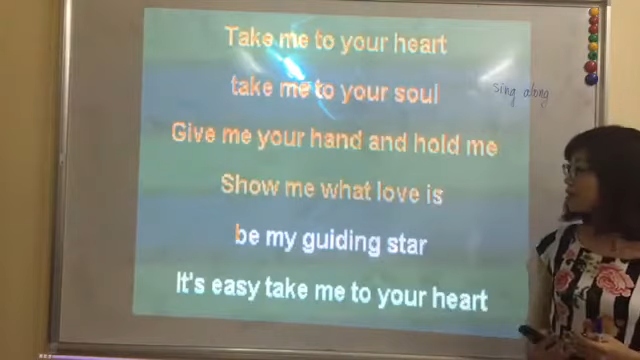 Take me to your heart
take me to your soul
sing along
Give me your hand and hold me
Show me what love is
be my guiding star
It's easy take me to your heart